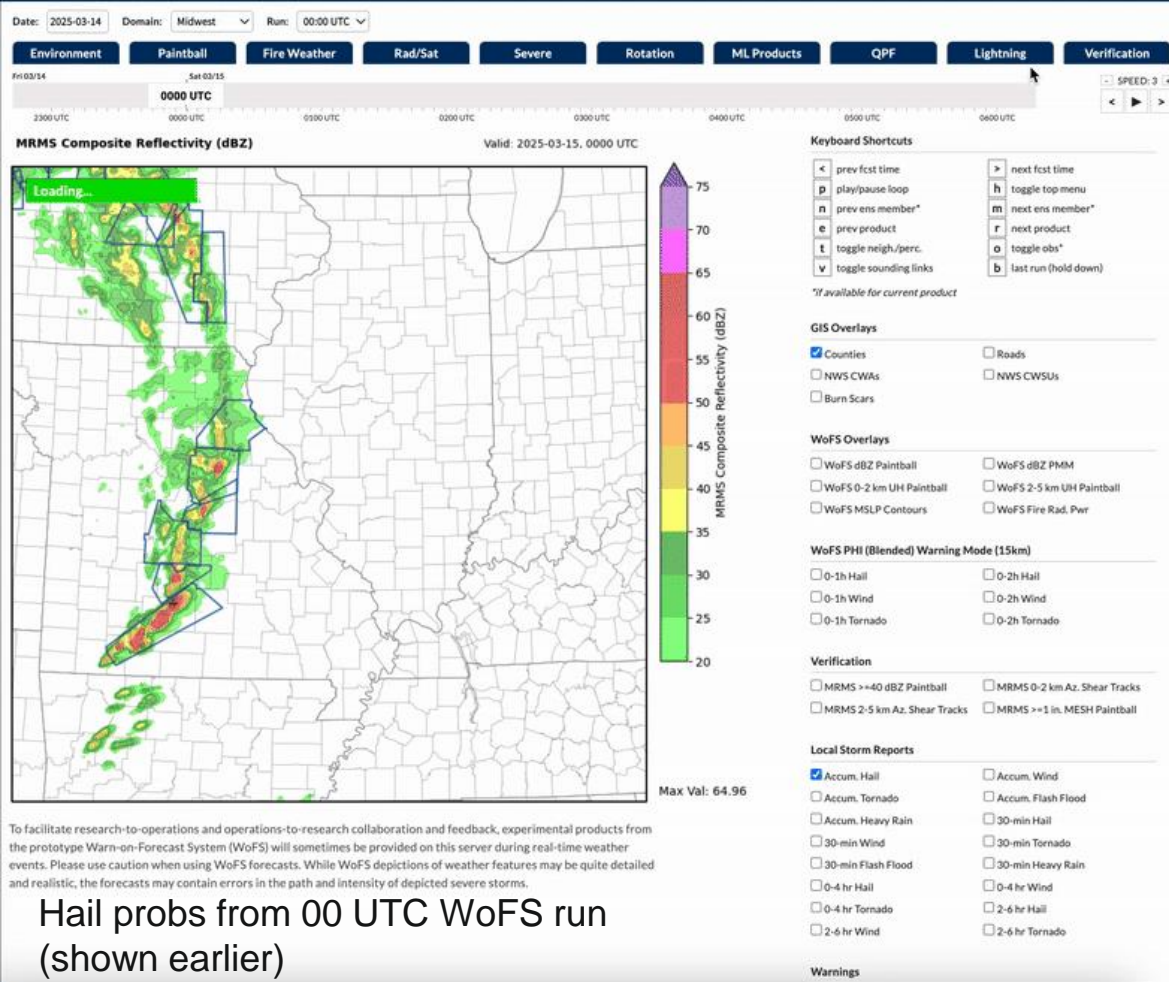 Date: 2025-03-14 Domain: Midwest Run: 00:00 UTC
Environment Paintball Fire Weather Rad/Sat Severe Rotation ML Products QPF Lightning Verification
Fri 03/14 Sat 03/15
0000 UTC
- SPEED: 3 +
< ▶ >
2300 UTC 0000 UTC 0100 UTC 0200 UTC 0300 UTC 0400 UTC 0500 UTC 0600 UTC
MRMS Composite Reflectivity (dBZ) Valid: 2025-03-15, 0000 UTC
Loading...
75
70
65
60
55
50
45
40
35
30
25
20
MRMS Composite Reflectivity (dBZ)
Max Val: 64.96
Keyboard Shortcuts
< prev fcst time > next fcst time
p play/pause loop h toggle top menu
n prev ens member* m next ens member*
e prev product r next product
t toggle neigh./perc. o toggle obs*
v toggle sounding links b last run (hold down)
*if available for current product
GIS Overlays
Counties Roads
NWS CWAs NWS CWSUs
Burn Scars
WoFS Overlays
WoFS dBZ Paintball WoFS dBZ PMM
WoFS 0-2 km UH Paintball WoFS 2-5 km UH Paintball
WoFS MSLP Contours WoFS Fire Rad. Pwr
WoFS PHI (Blended) Warning Mode (15km)
0-1h Hail 0-2h Hail
0-1h Wind 0-2h Wind
0-1h Tornado 0-2h Tornado
Verification
MRMS >=40 dBZ Paintball MRMS 0-2 km Az. Shear Tracks
MRMS 2-5 km Az. Shear Tracks MRMS >=1 in. MESH Paintball
Local Storm Reports
Accum. Hail Accum. Wind
Accum. Tornado Accum. Flash Flood
Accum. Heavy Rain 30-min Hail
30-min Wind 30-min Tornado
30-min Flash Flood 30-min Heavy Rain
0-4 hr Hail 0-4 hr Wind
0-4 hr Tornado 2-6 hr Hail
2-6 hr Wind 2-6 hr Tornado
Warnings
To facilitate research-to-operations and operations-to-research collaboration and feedback, experimental products from
the prototype Warn-on-Forecast System (WoFS) will sometimes be provided on this server during real-time weather
events. Please use caution when using WoFS forecasts. While WoFS depictions of weather features may be quite detailed
and realistic, the forecasts may contain errors in the path and intensity of depicted severe storms.
Hail probs from 00 UTC WoFS run
(shown earlier)